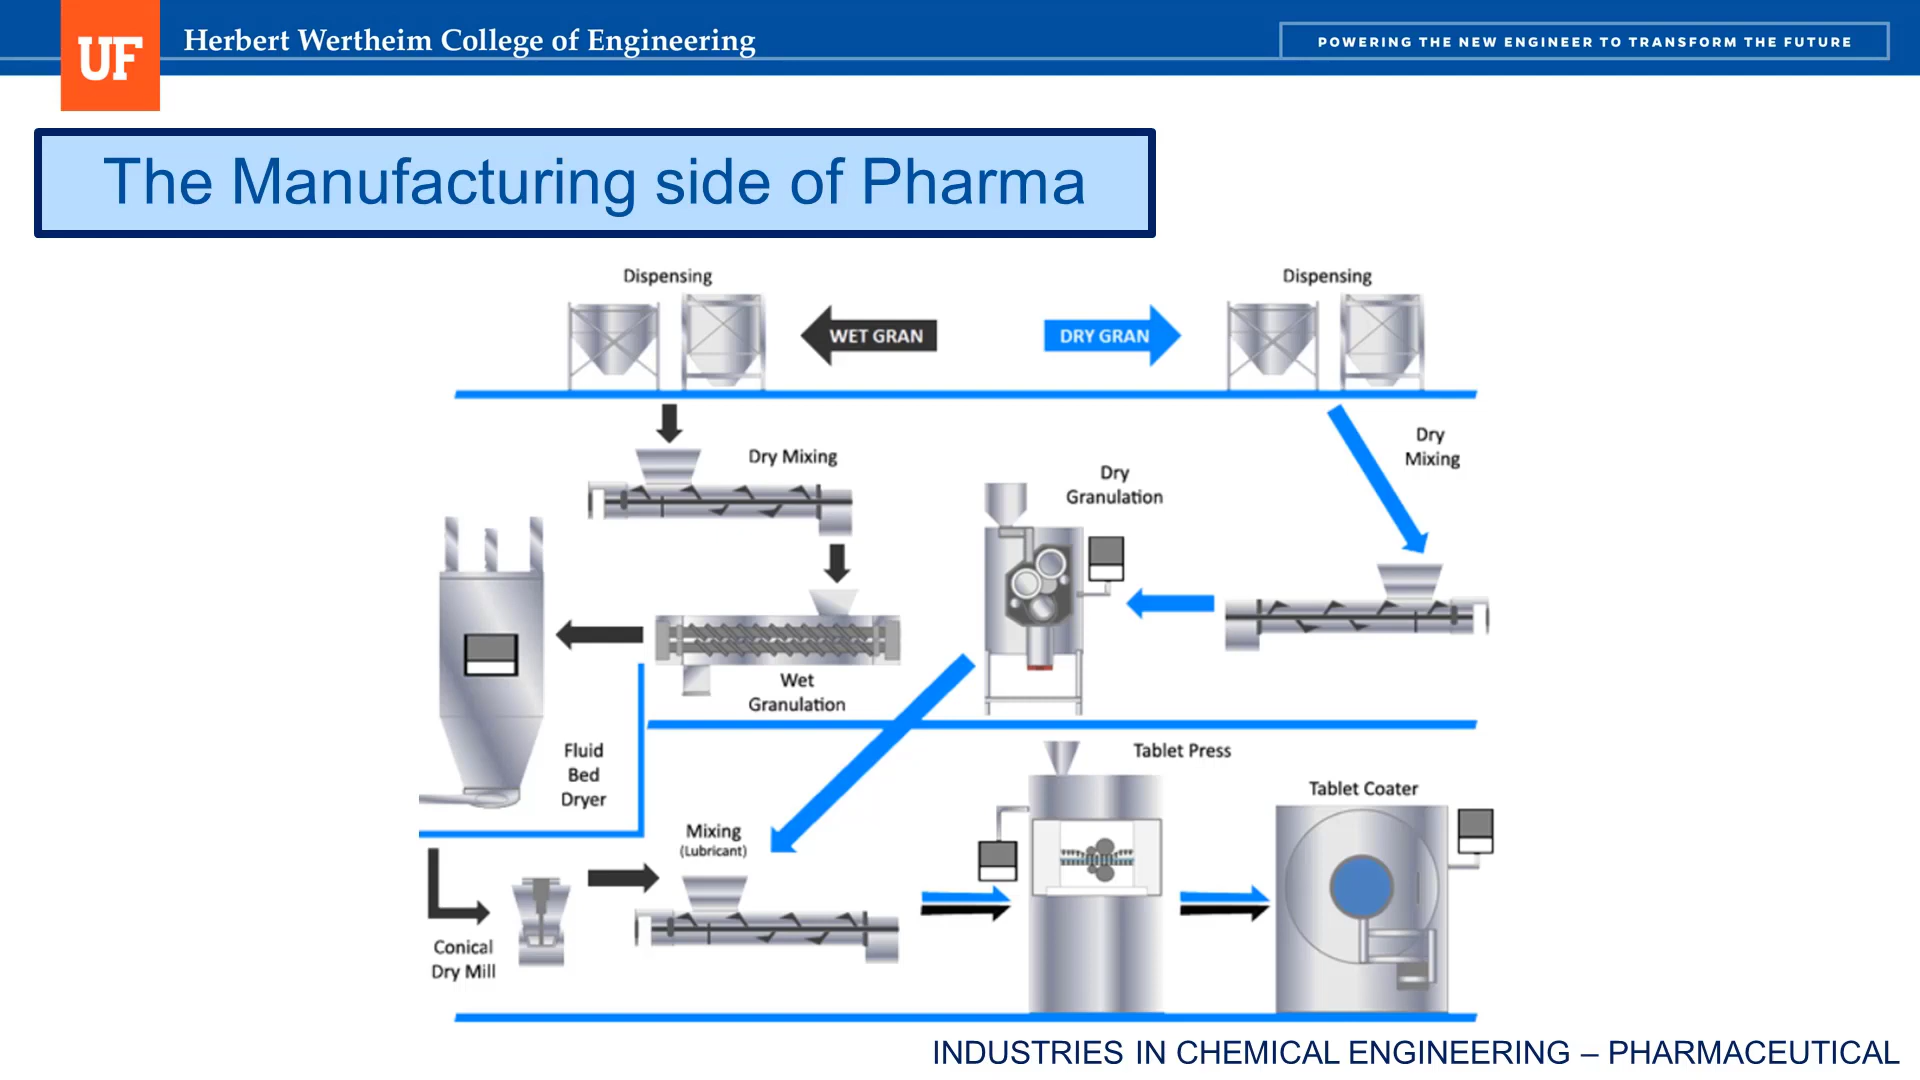 UF
Herbert Wertheim College of Engineering
POWERING THE NEW ENGINEER TO TRANSFORM THE FUTURE
The Manufacturing side of Pharma
Dispensing
WET GRAN
DRY GRAN
Dispensing
Dry Mixing
Dry
Mixing
Dry
Granulation
Wet
Granulation
Fluid
Bed
Dryer
Tablet Press
Tablet Coater
Mixing
(Lubricant)
Conical
Dry Mill
INDUSTRIES IN CHEMICAL ENGINEERING – PHARMACEUTICAL